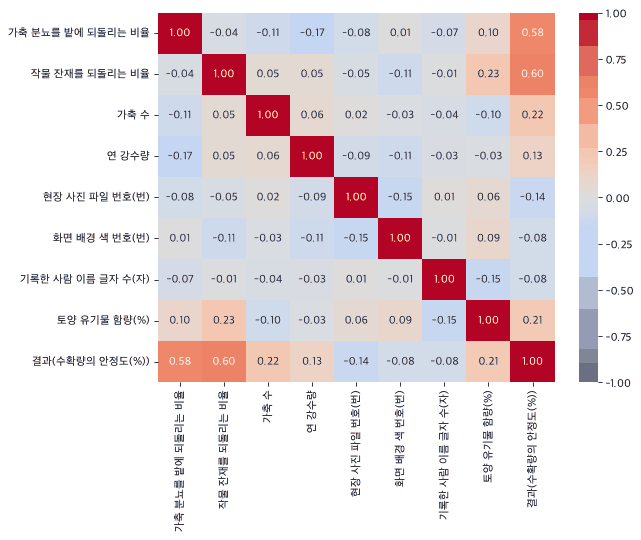 가축 분뇨를 밭에 되돌리는 비율 1.00 −0.04 −0.11 −0.17 −0.08 0.01 −0.07 0.10 0.58
작물 잔재를 되돌리는 비율 −0.04 1.00 0.05 0.05 −0.05 −0.11 −0.01 0.23 0.60
가축 수 −0.11 0.05 1.00 0.06 0.02 −0.03 −0.04 −0.10 0.22
연 강수량 −0.17 0.05 0.06 1.00 −0.09 −0.11 −0.03 −0.03 0.13
현장 사진 파일 번호(번) −0.08 −0.05 0.02 −0.09 1.00 −0.15 0.01 0.06 −0.14
화면 배경 색 번호(번) 0.01 −0.11 −0.03 −0.11 −0.15 1.00 −0.01 0.09 −0.08
기록한 사람 이름 글자 수(자) −0.07 −0.01 −0.04 −0.03 0.01 −0.01 1.00 −0.15 −0.08
토양 유기물 함량(%) 0.10 0.23 −0.10 −0.03 0.06 0.09 −0.15 1.00 0.21
결과(수확량의 안정도(%)) 0.58 0.60 0.22 0.13 −0.14 −0.08 −0.08 0.21 1.00
가축 분뇨를 밭에 되돌리는 비율
작물 잔재를 되돌리는 비율
가축 수
연 강수량
현장 사진 파일 번호(번)
화면 배경 색 번호(번)
기록한 사람 이름 글자 수(자)
토양 유기물 함량(%)
결과(수확량의 안정도(%))
1.00
0.75
0.50
0.25
0.00
−0.25
−0.50
−0.75
−1.00